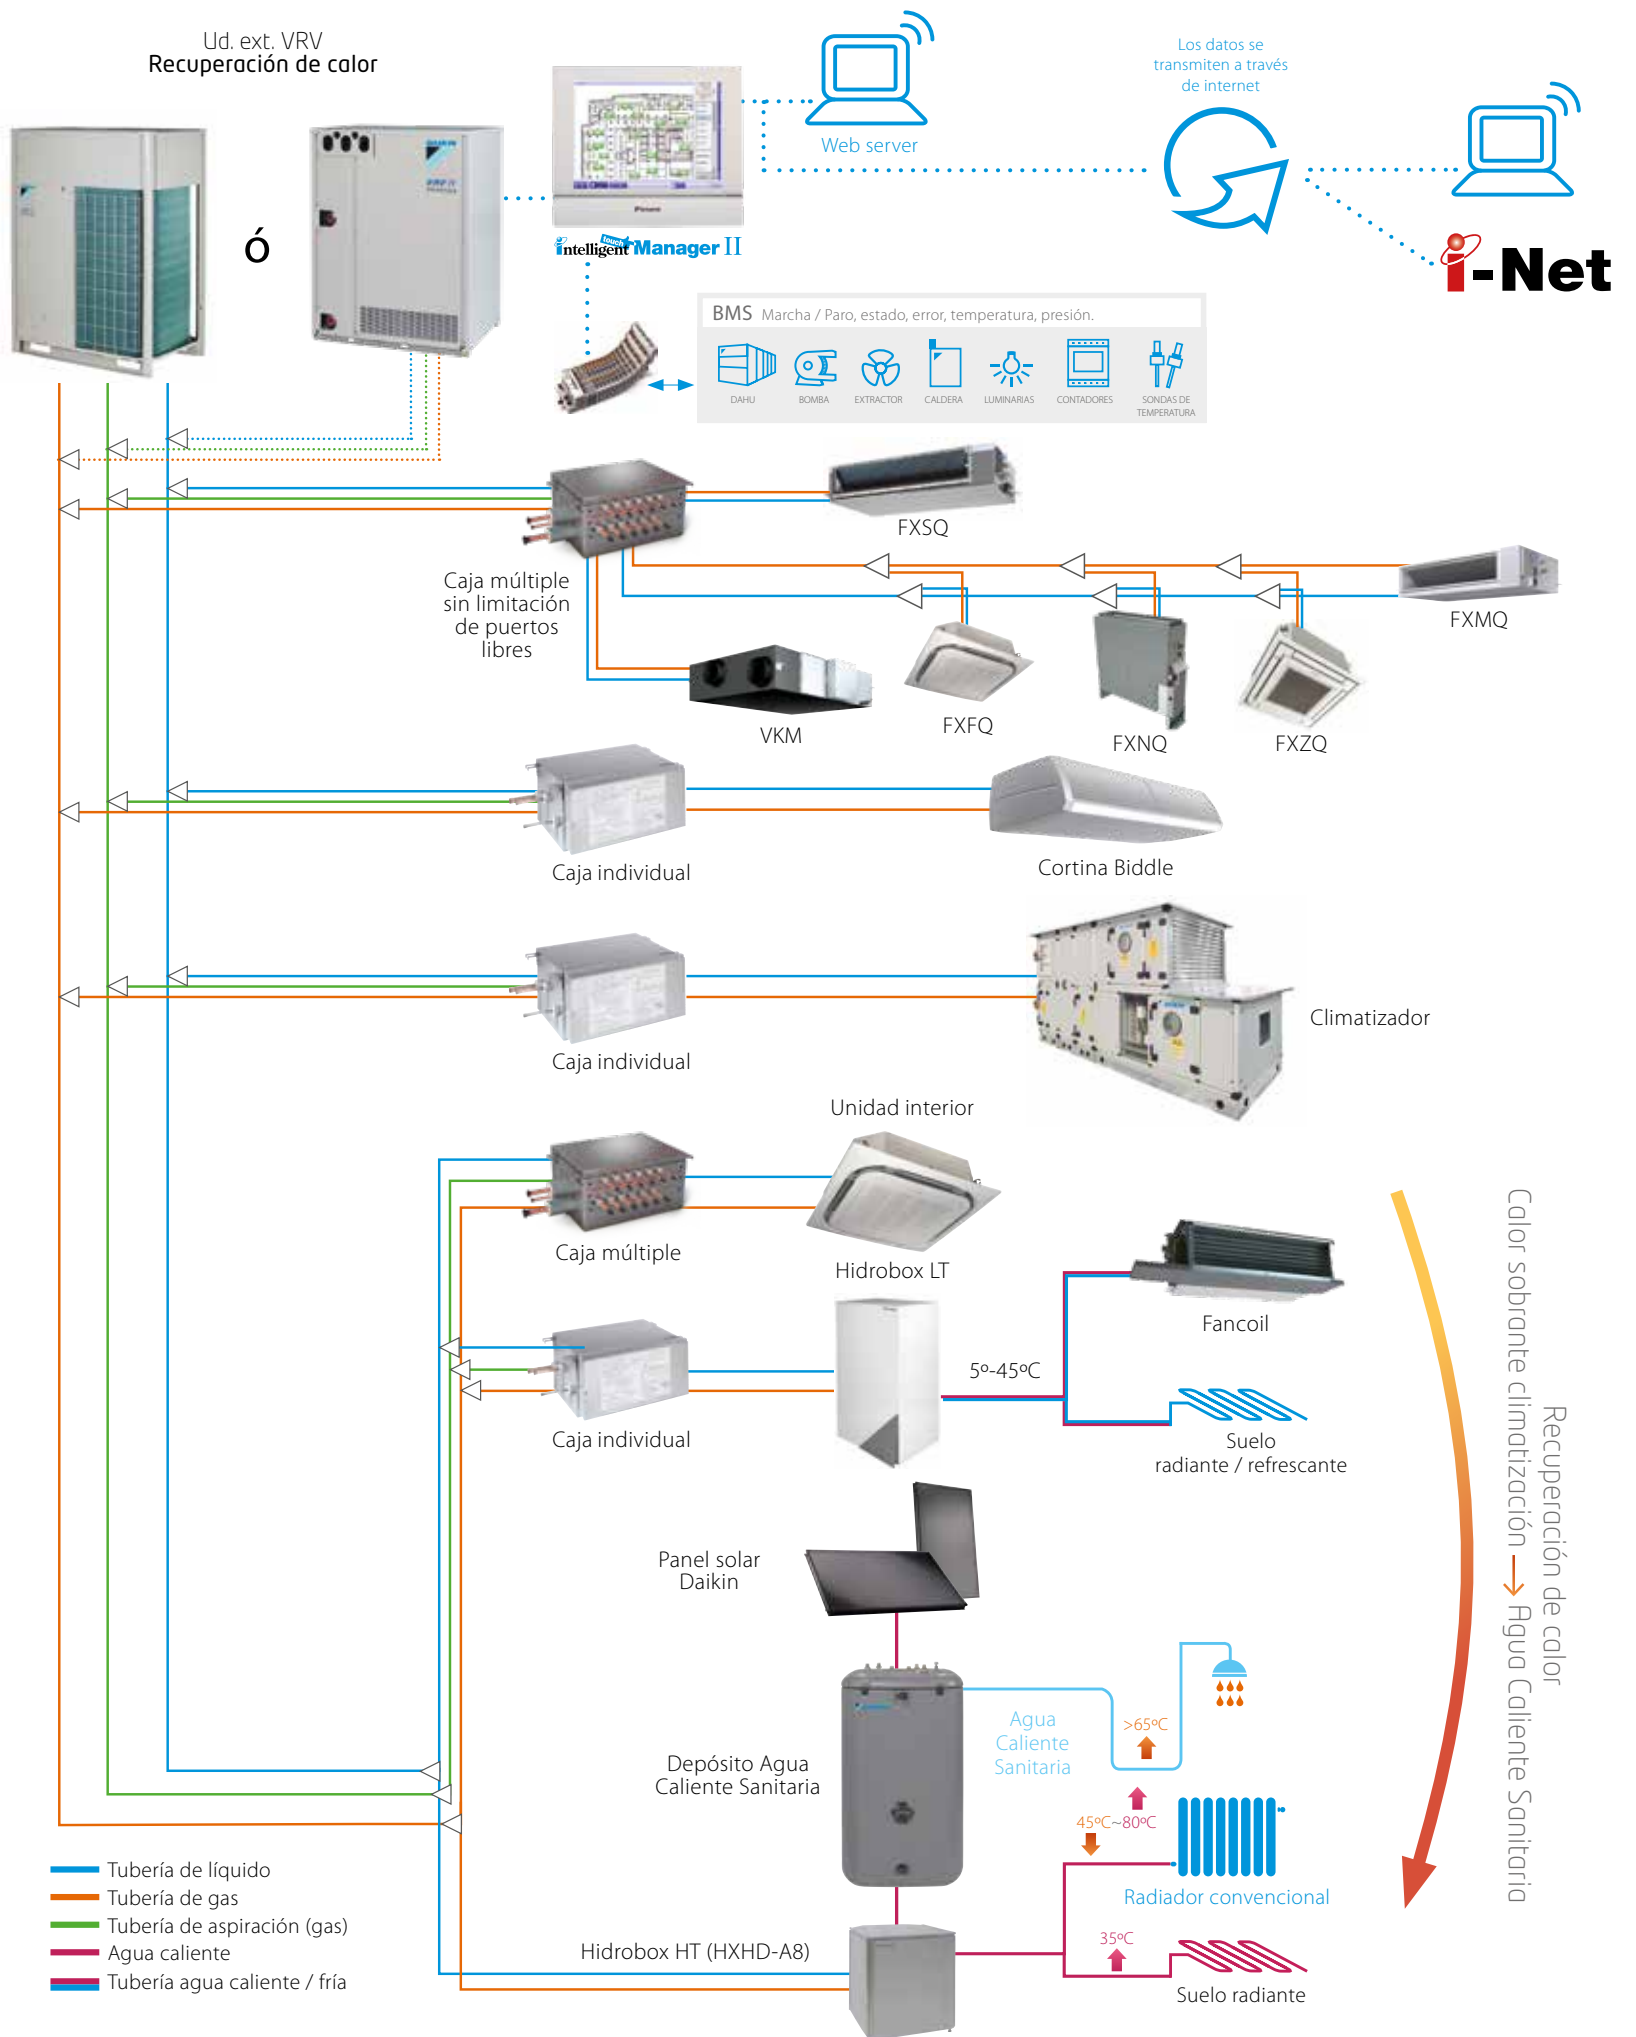 Ud. ext. VRV
Recuperación de calor
ó
DAIKIN
intelligent touch Manager II
Web server
Los datos se
transmiten a través
de internet
i-Net
BMS Marcha / Paro, estado, error, temperatura, presión.
DAHU
BOMBA
EXTRACTOR
CALDERA
LUMINARIAS
CONTADORES
SONDAS DE
TEMPERATURA
FXSQ
Caja múltiple
sin limitación
de puertos
libres
FXMQ
VKM
FXFQ
FXNQ
FXZQ
Caja individual
Cortina Biddle
Caja individual
Climatizador
Unidad interior
Caja múltiple
Hidrobox LT
Fancoil
5º-45ºC
Caja individual
Suelo
radiante / refrescante
Recuperación de calor
Calor sobrante climatización → Agua Caliente Sanitaria
Panel solar
Daikin
Agua
Caliente
Sanitaria
>65ºC
Depósito Agua
Caliente Sanitaria
45ºC~80ºC
Radiador convencional
Hidrobox HT (HXHD-A8)
35ºC
Suelo radiante
Tubería de líquido
Tubería de gas
Tubería de aspiración (gas)
Agua caliente
Tubería agua caliente / fría